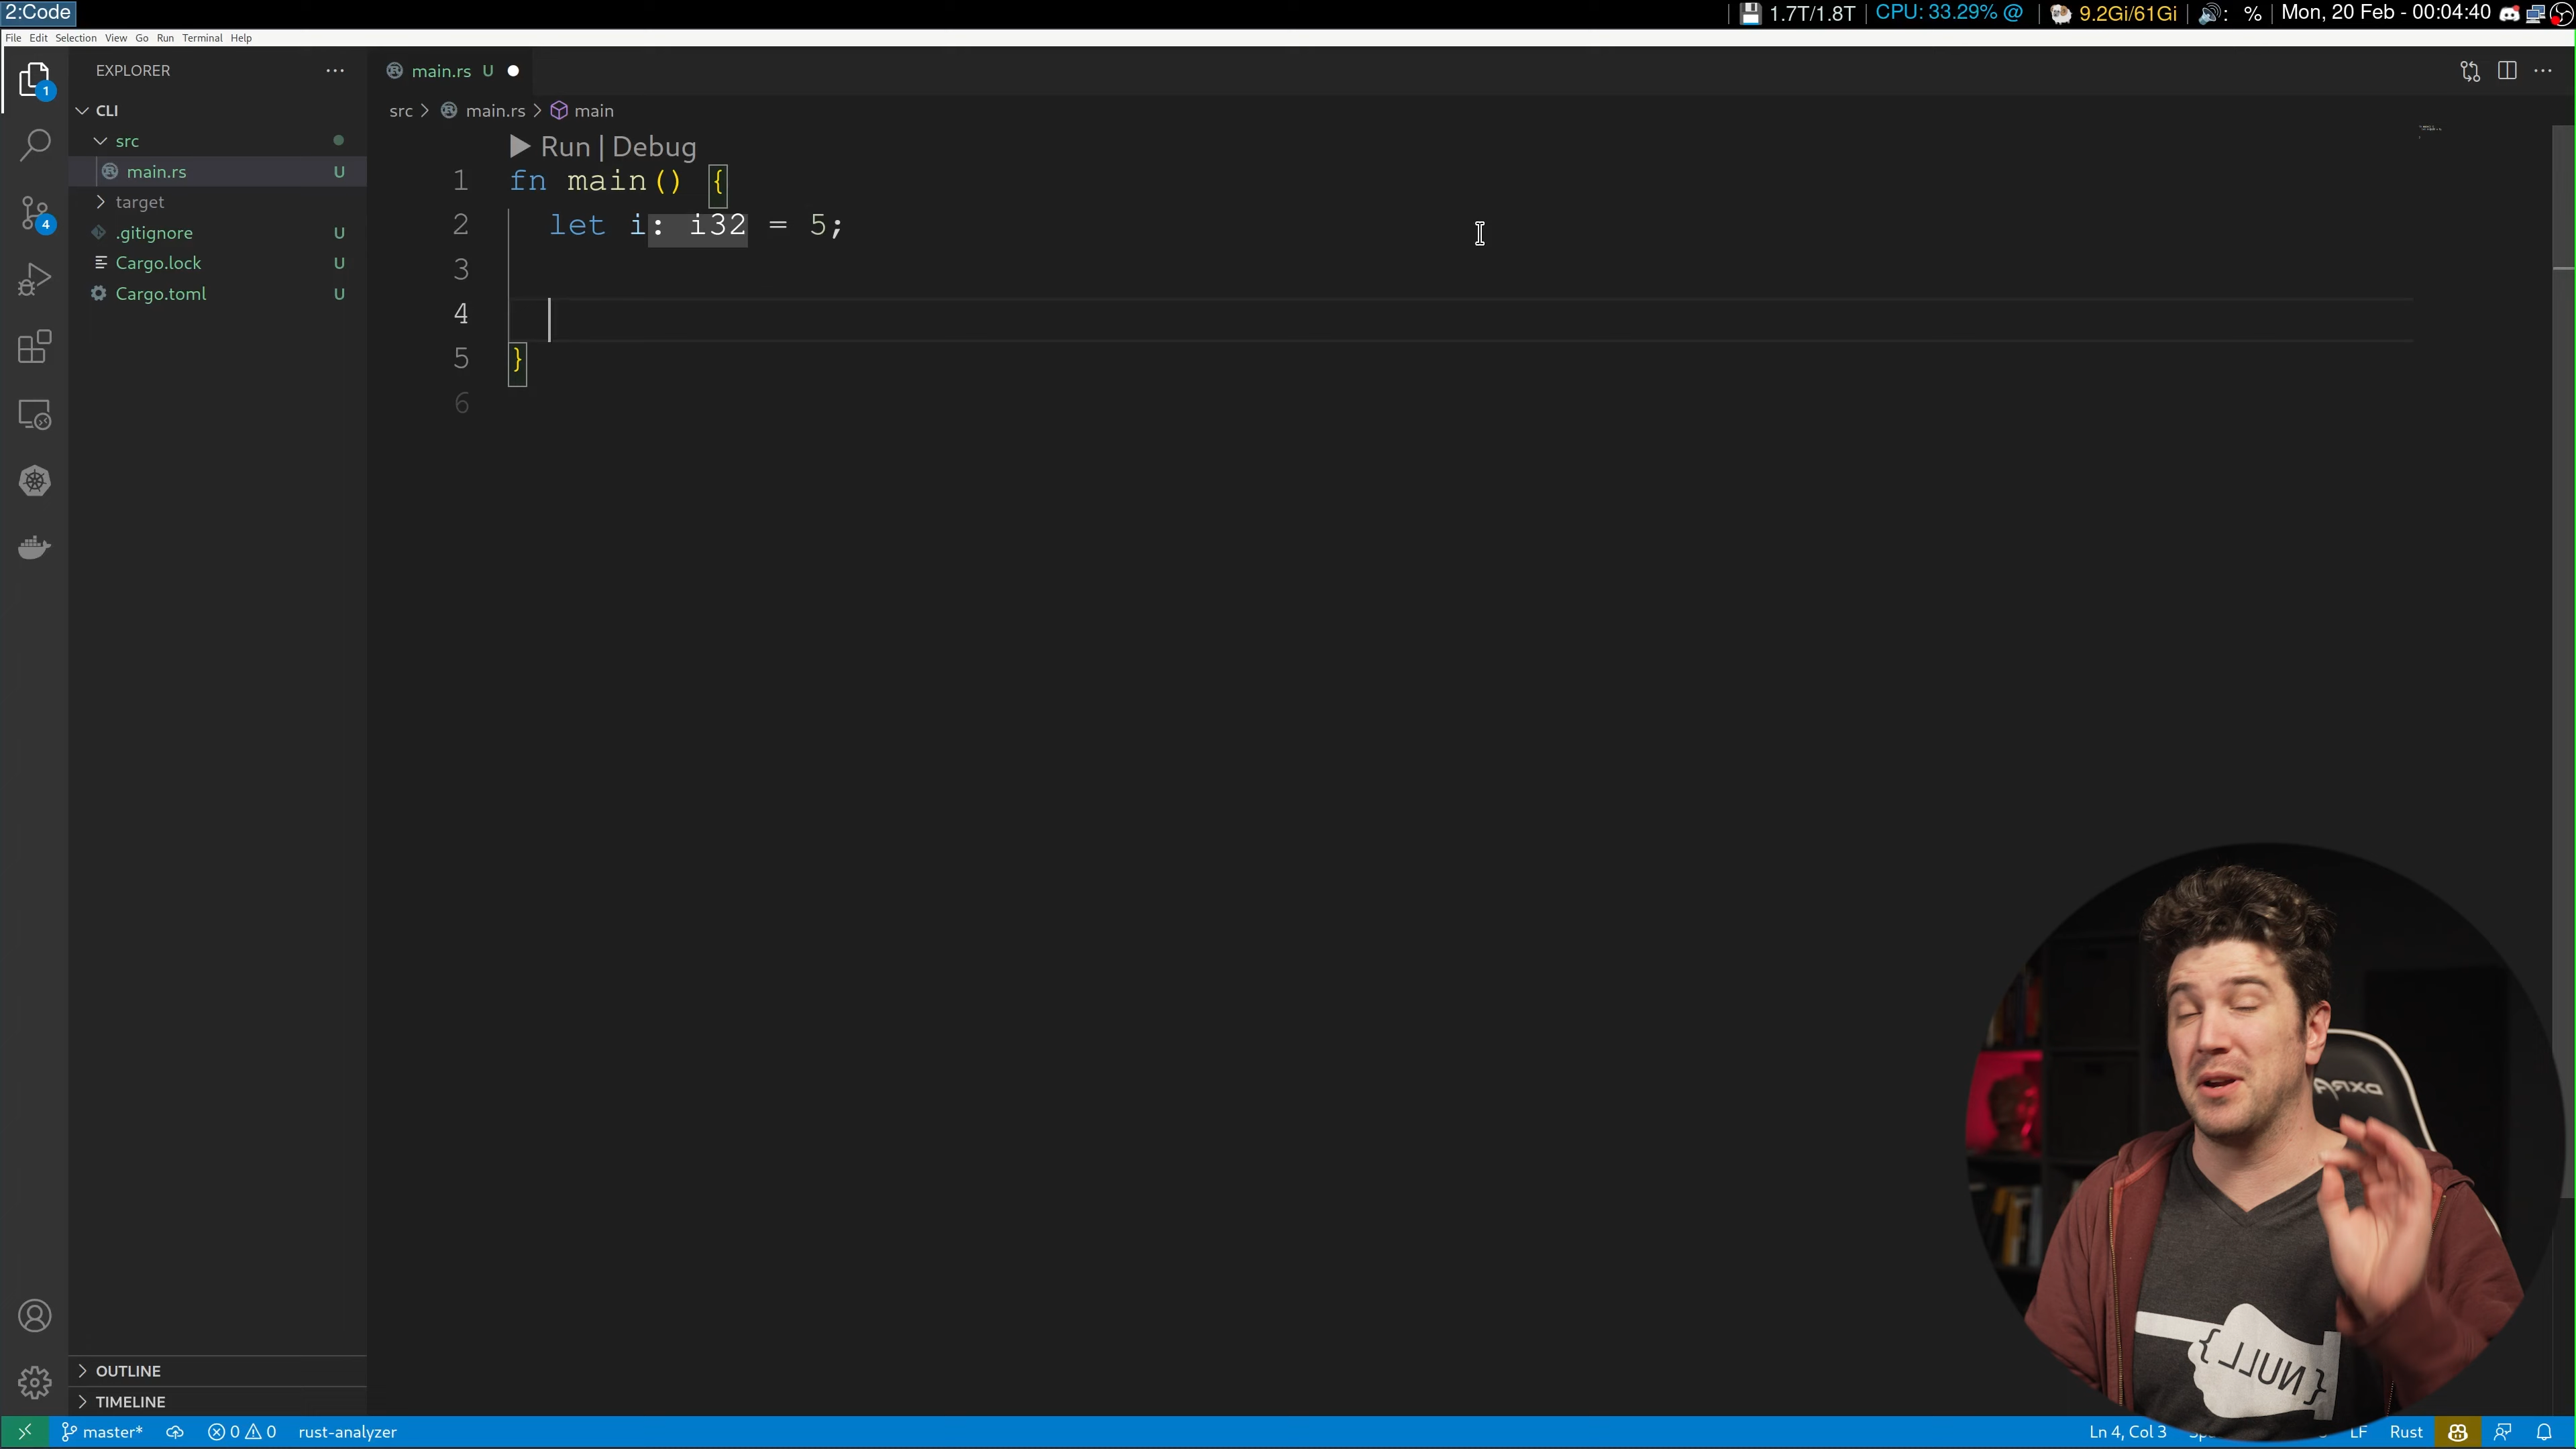 2:Code
1.7T/1.8T | CPU: 33.29% @ | 9.2Gi/61Gi | : % | Mon, 20 Feb - 00:04:40
File Edit Selection View Go Run Terminal Help
EXPLORER
main.rs U
CLI
src > main.rs > main
src
main.rs U
target
.gitignore U
Cargo.lock U
Cargo.toml U
1
4
Run | Debug
1 fn main() {
2 let i: i32 = 5;
3
4
5 }
6
DXRA
{NULL}
OUTLINE
TIMELINE
master* 0 0 rust-analyzer
Ln 4, Col 3 LF Rust